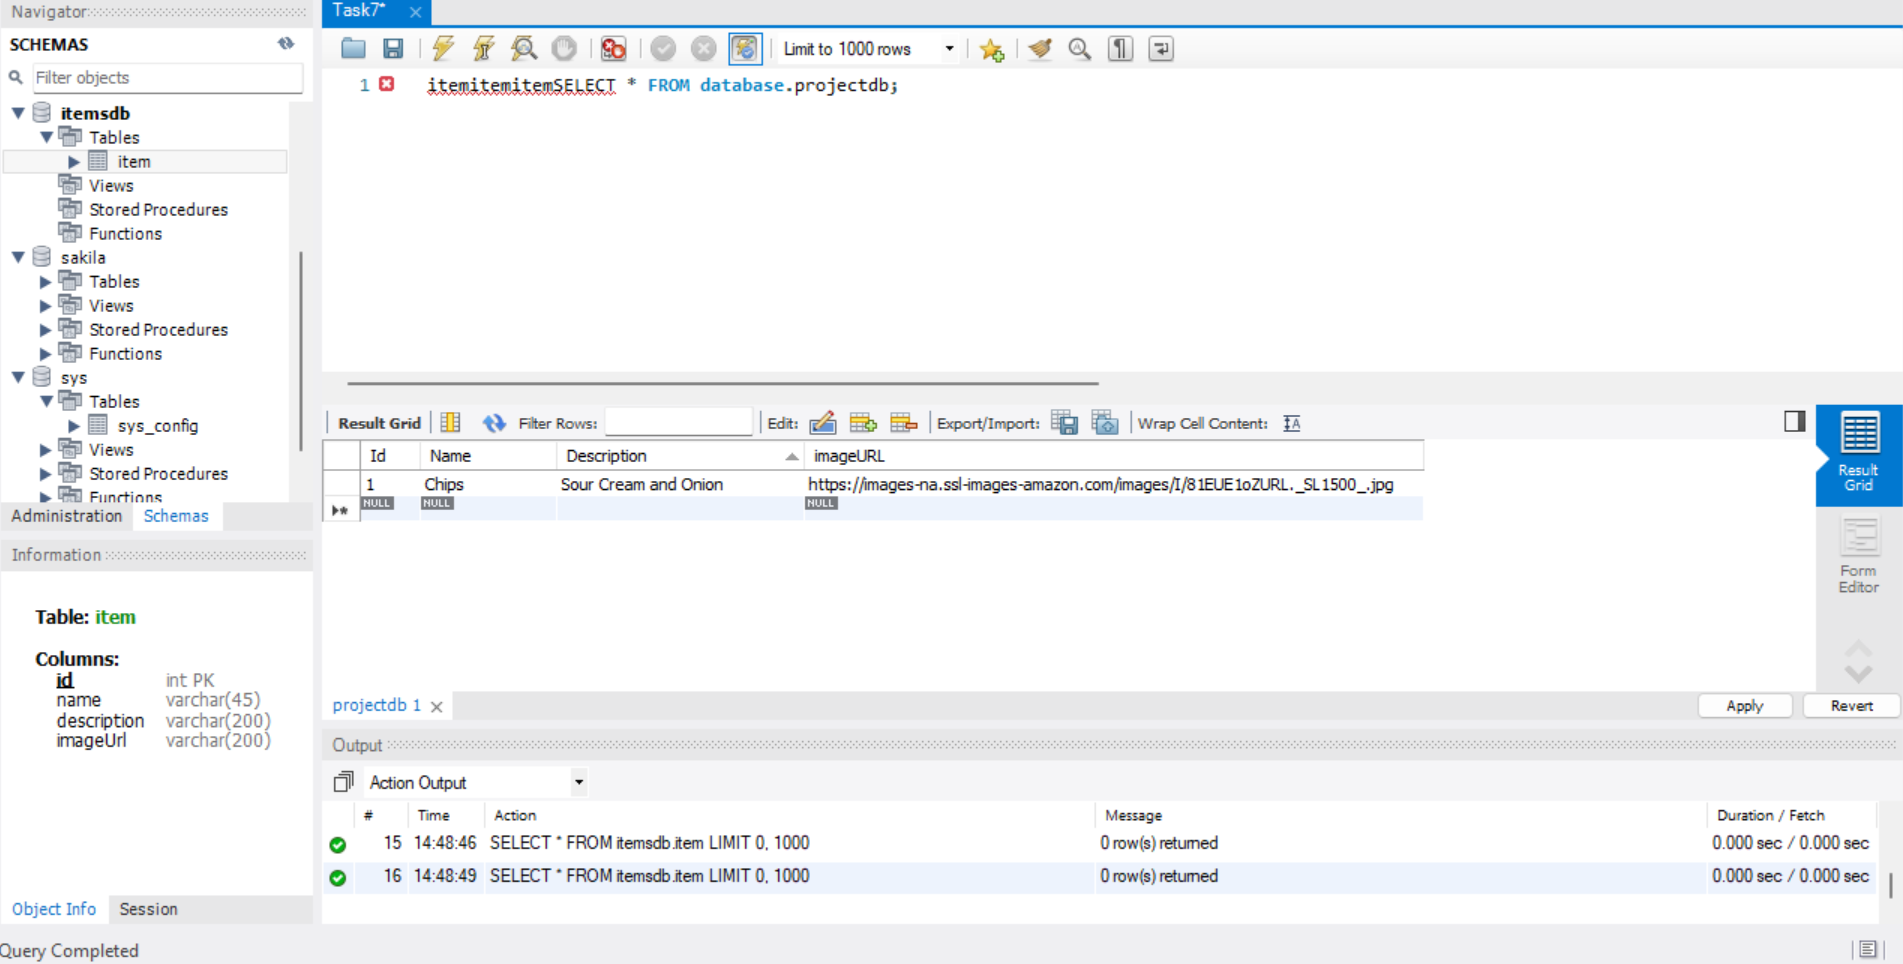 Navigator
SCHEMAS
Filter objects
itemsdb
Tables
item
Views
Stored Procedures
Functions
sakila
Tables
Views
Stored Procedures
Functions
sys
Tables
sys_config
Views
Stored Procedures
Functions
Administration Schemas
Information
Table: item
Columns:
id int PK
name varchar(45)
description varchar(200)
imageUrl varchar(200)
Object Info Session
Query Completed
Task7*
Limit to 1000 rows
1 itemitemitemSELECT * FROM database.projectdb;
Result Grid Filter Rows: Edit: Export/Import: Wrap Cell Content:
Id Name Description imageURL
1 Chips Sour Cream and Onion https://images-na.ssl-images-amazon.com/images/I/81EUE1oZURL._SL1500_.jpg
NULL NULL NULL
Result
Grid
Form
Editor
projectdb 1
Apply Revert
Output
Action Output
# Time Action Message Duration / Fetch
15 14:48:46 SELECT * FROM itemsdb.item LIMIT 0, 1000 0 row(s) returned 0.000 sec / 0.000 sec
16 14:48:49 SELECT * FROM itemsdb.item LIMIT 0, 1000 0 row(s) returned 0.000 sec / 0.000 sec